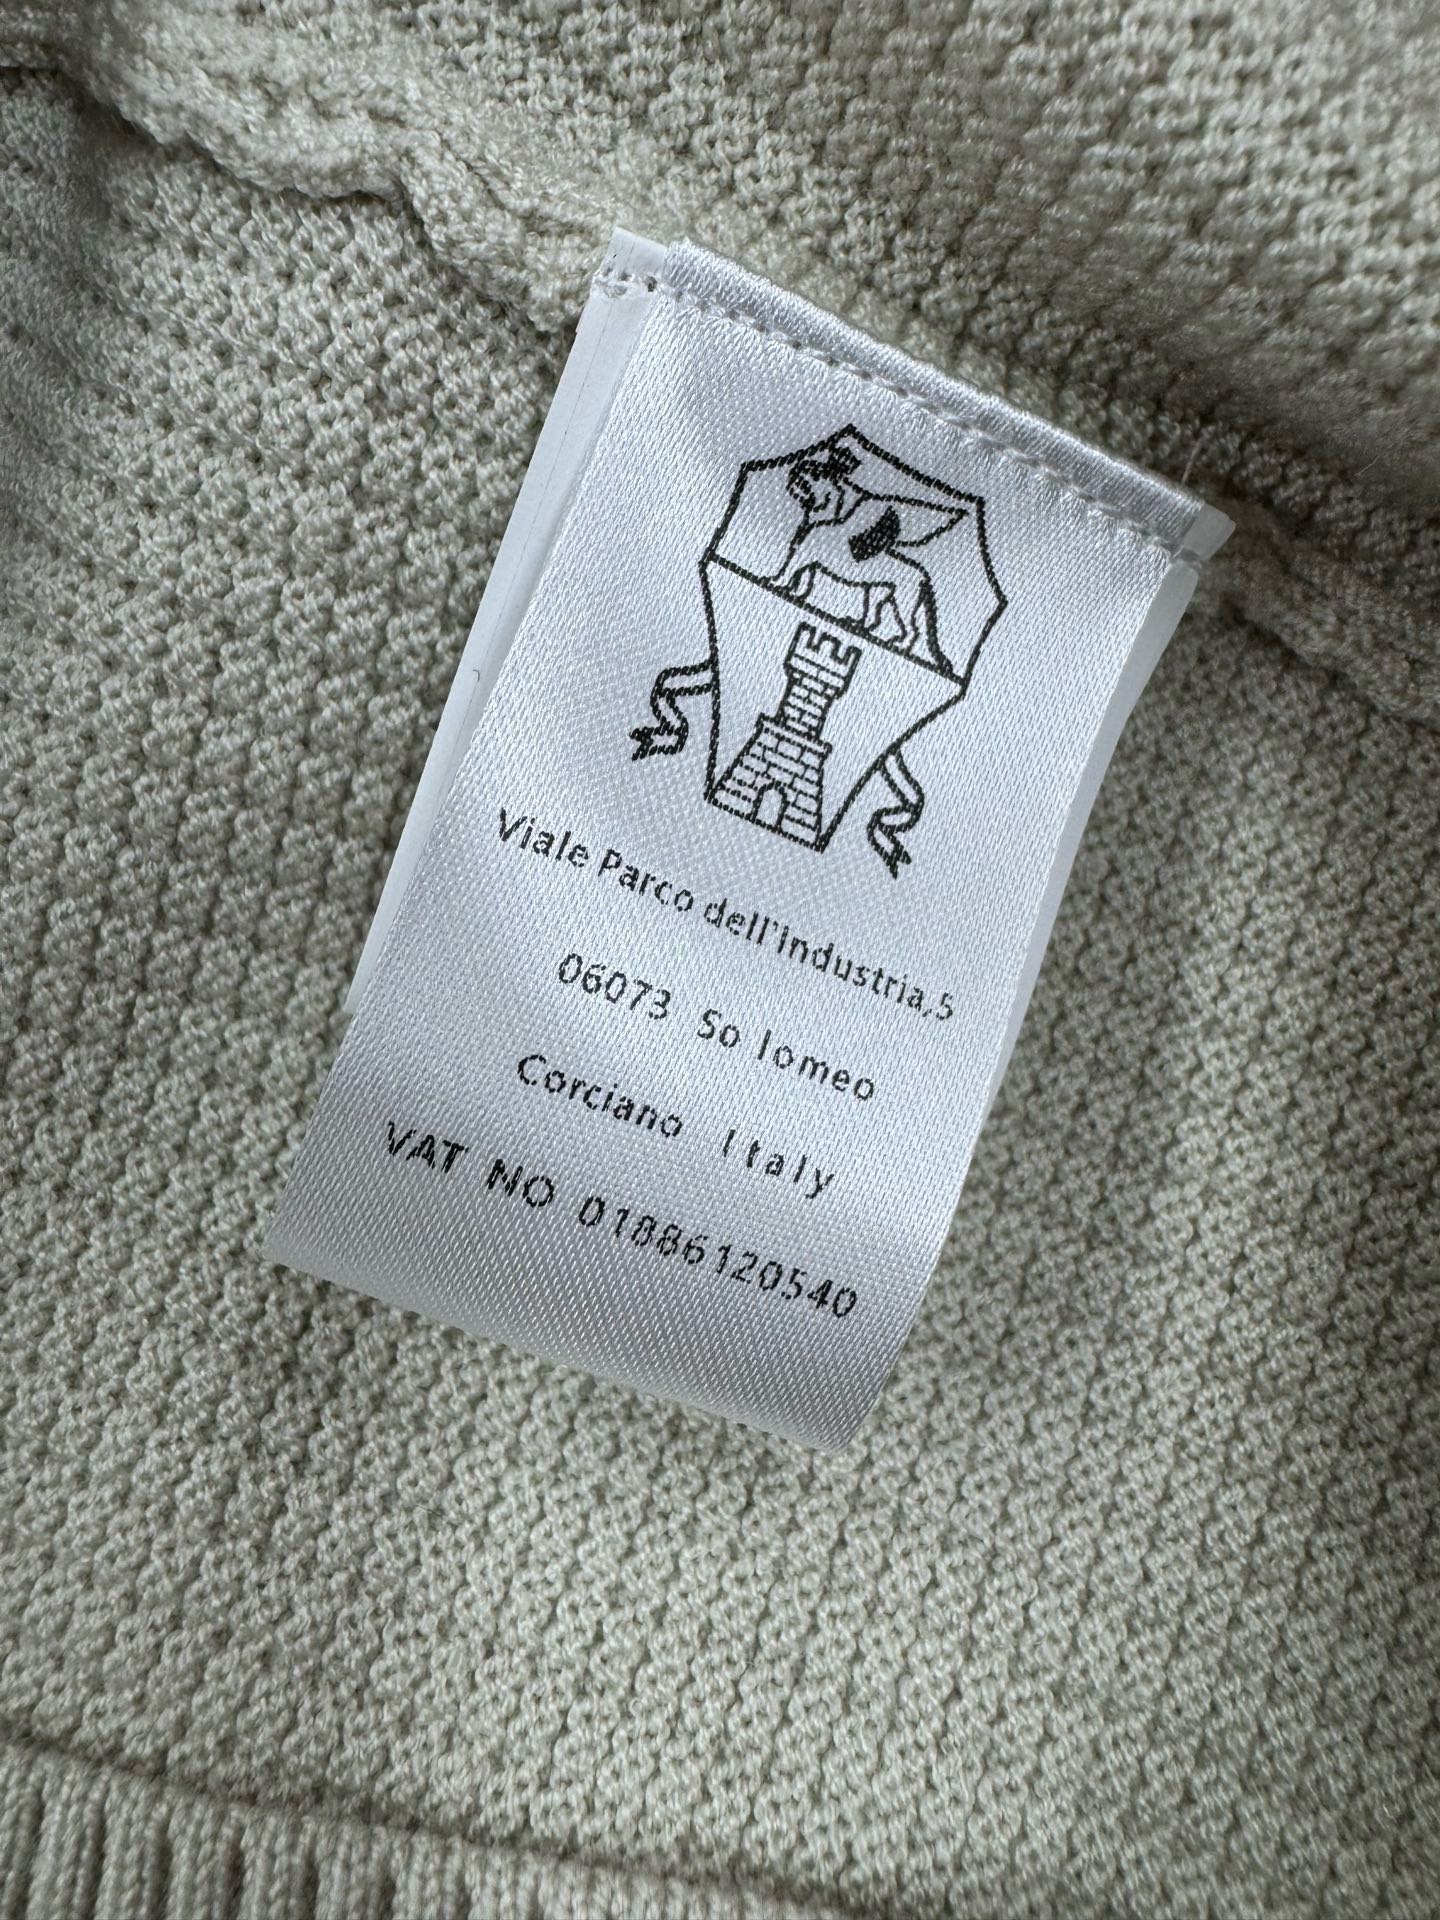 Viale Parco dell'industria,5
06073 So lomeo
Corciano Italy
VAT NO 01886120540